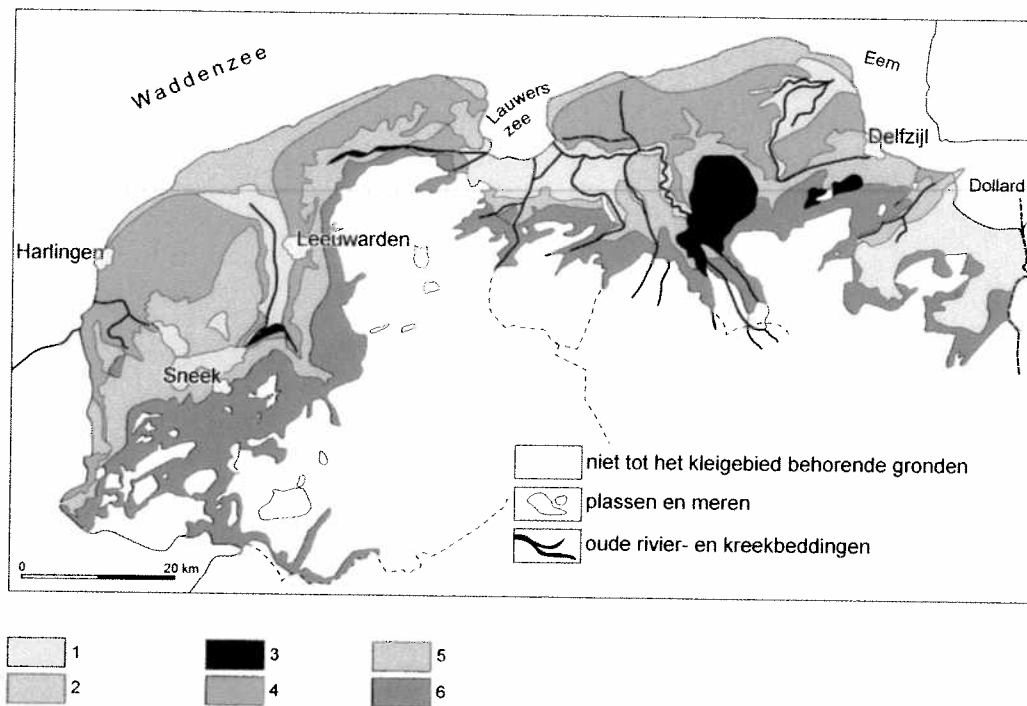 Waddenzee
Eem
Lauwers
zee
Delfzijl
Dollard
Harlingen
Leeuwarden
Sneek
niet tot het kleigebied behorende gronden
plassen en meren
oude rivier- en kreekbeddingen
0 20 km
1 3 5
2 4 6